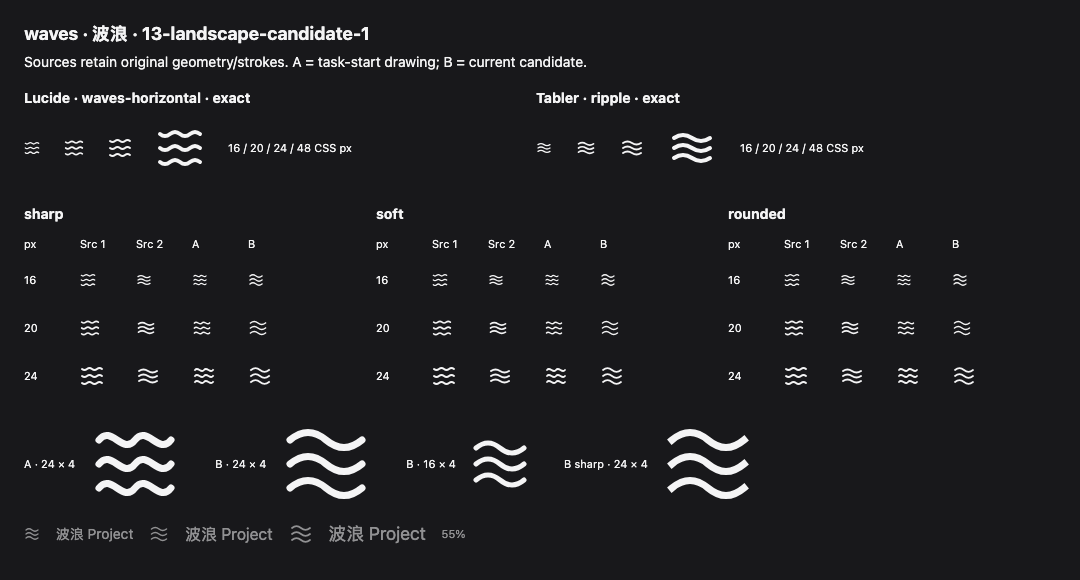 waves · 波浪 · 13-landscape-candidate-1
Sources retain original geometry/strokes. A = task-start drawing; B = current candidate.
Lucide · waves-horizontal · exact
Tabler · ripple · exact
16 / 20 / 24 / 48 CSS px
16 / 20 / 24 / 48 CSS px
sharp
soft
rounded
px Src 1 Src 2 A B
px Src 1 Src 2 A B
px Src 1 Src 2 A B
16
16
16
20
20
20
24
24
24
A · 24 × 4
B · 24 × 4
B · 16 × 4
B sharp · 24 × 4
波浪 Project
波浪 Project
波浪 Project
55%